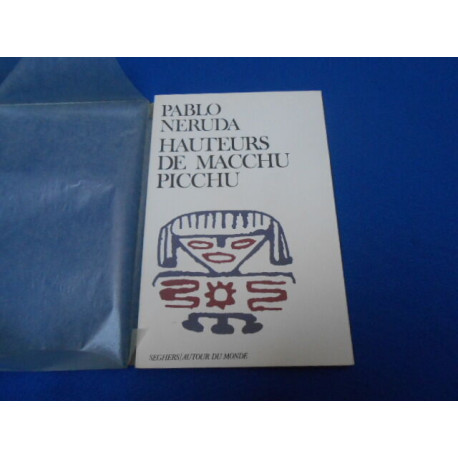 PABLO
NERUDA
HAUTEURS
DE MACCHU
PICCHU
SEGHERS/AUTOUR DU MONDE